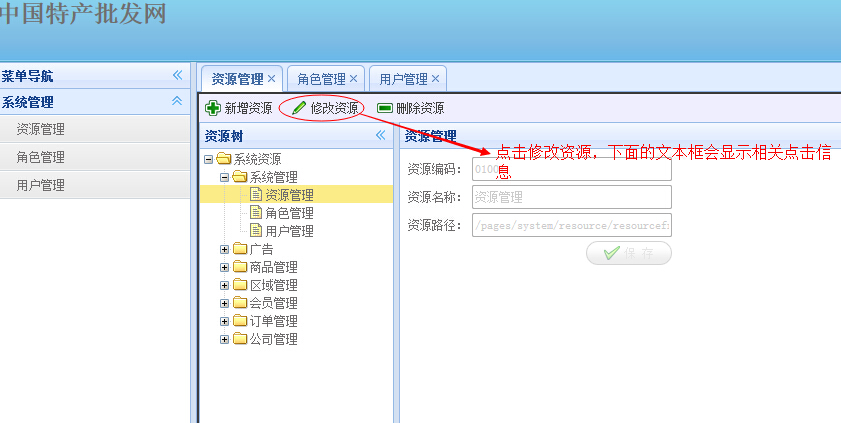 中国特产批发网
菜单导航
系统管理
资源管理
角色管理
用户管理
资源管理 角色管理 用户管理
新增资源 修改资源 删除资源
资源树
系统资源
系统管理
资源管理
角色管理
用户管理
广告
商品管理
区域管理
会员管理
订单管理
公司管理
资源管理
点击修改资源，下面的文本框会显示相关点击信
息
资源编码：
资源名称： 资源管理
资源路径： /pages/system/resource/resourcef
保 存